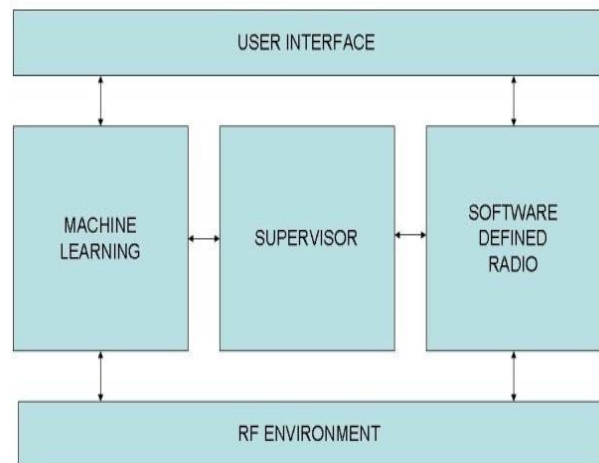 USER INTERFACE
MACHINE
LEARNING
SUPERVISOR
SOFTWARE
DEFINED
RADIO
RF ENVIRONMENT